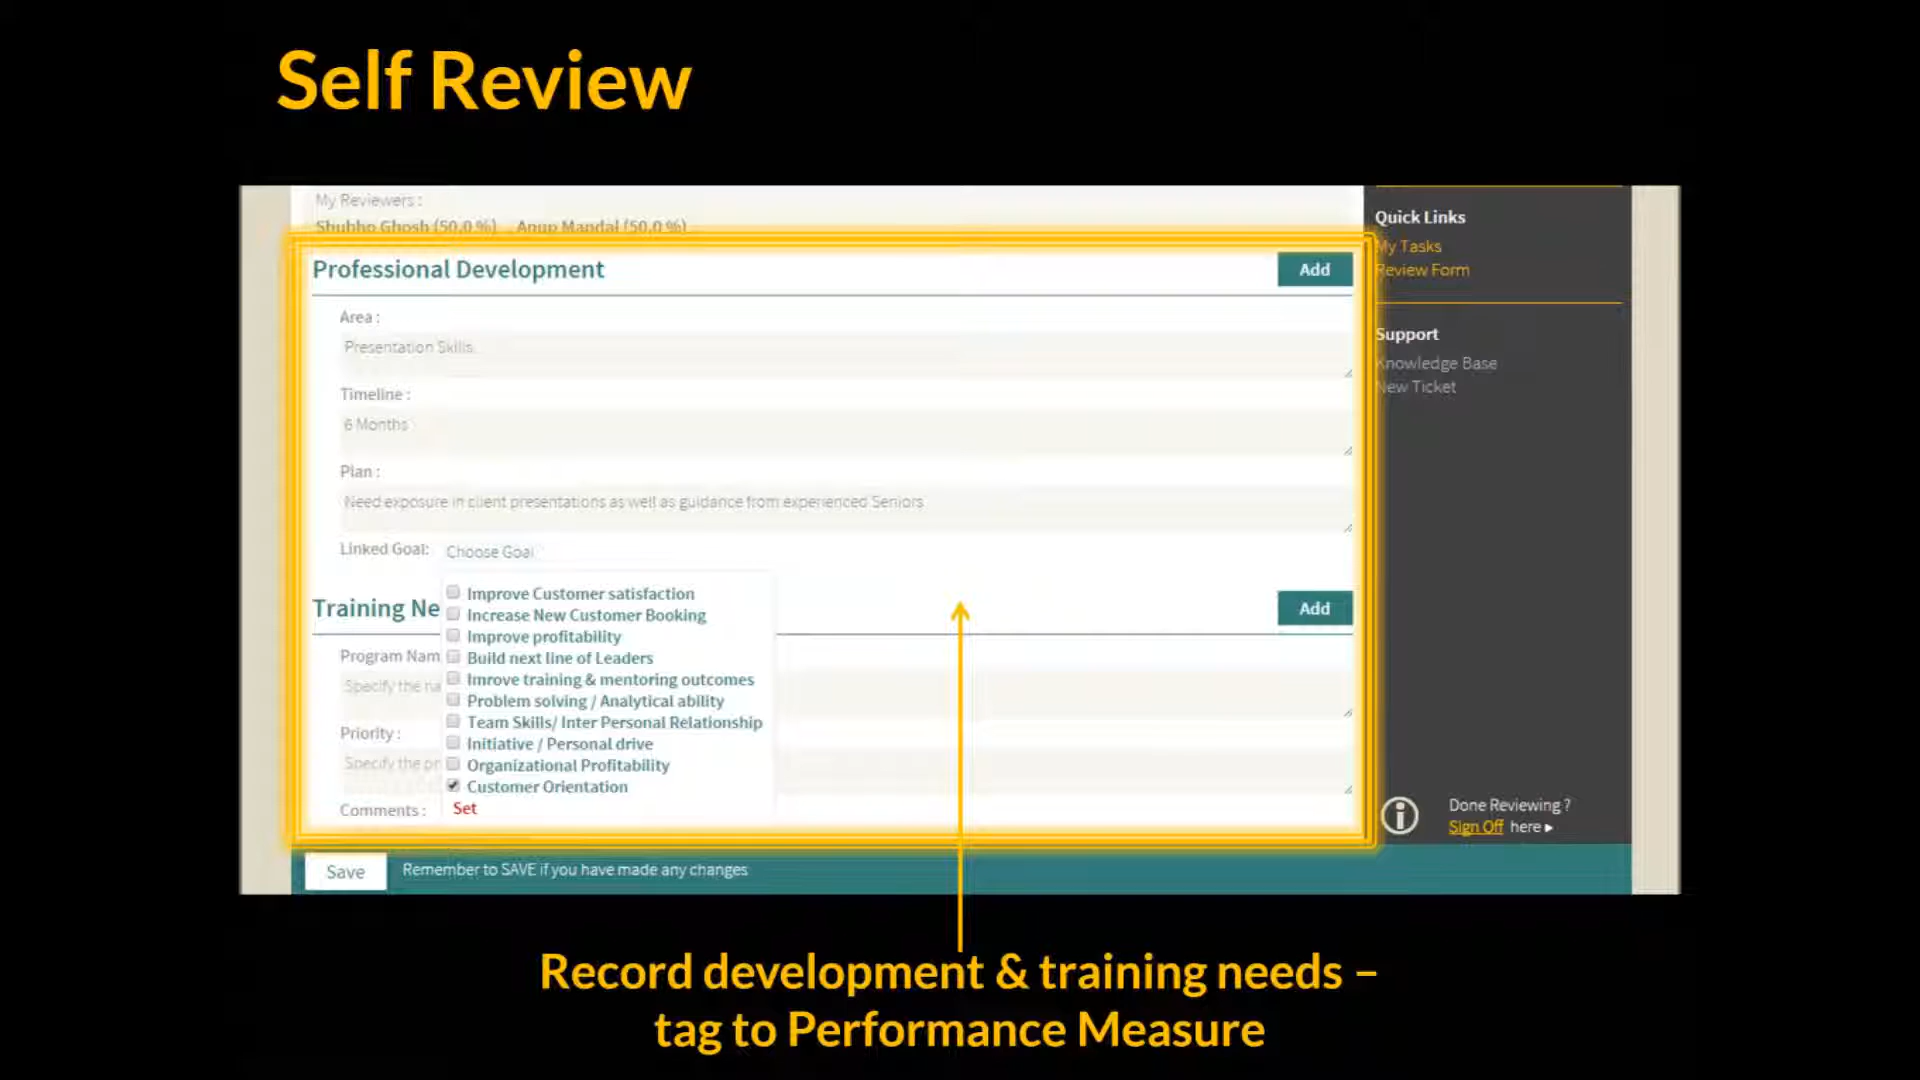 Self Review
My Reviewers :
Shubho Ghosh (50.0 %) Anup Mandal (50.0 %)
Professional Development
Add
Area :
Presentation Skills
Timeline :
6 Months
Plan :
Need exposure in client presentations as well as guidance from experienced Seniors
Linked Goal: Choose Goal
Improve Customer satisfaction
Increase New Customer Booking
Improve profitability
Build next line of Leaders
Imrove training & mentoring outcomes
Problem solving / Analytical ability
Team Skills/ Inter Personal Relationship
Initiative / Personal drive
Organizational Profitability
Customer Orientation
Set
Training Ne
Add
Program Nam
Specify the na
Priority :
Specify the pr
Comments :
Save
Remember to SAVE if you have made any changes
Quick Links
My Tasks
Review Form
Support
Knowledge Base
New Ticket
Done Reviewing ?
Sign Off here
Record development & training needs –
tag to Performance Measure